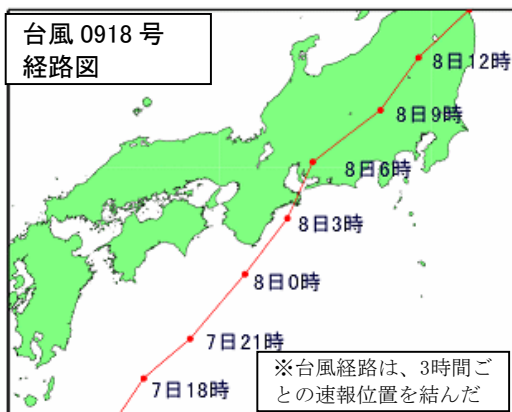 台風 0918 号
経路図
8日12時
8日9時
8日6時
8日3時
8日0時
7日21時
7日18時
※台風経路は、3時間ご
との速報位置を結んだ